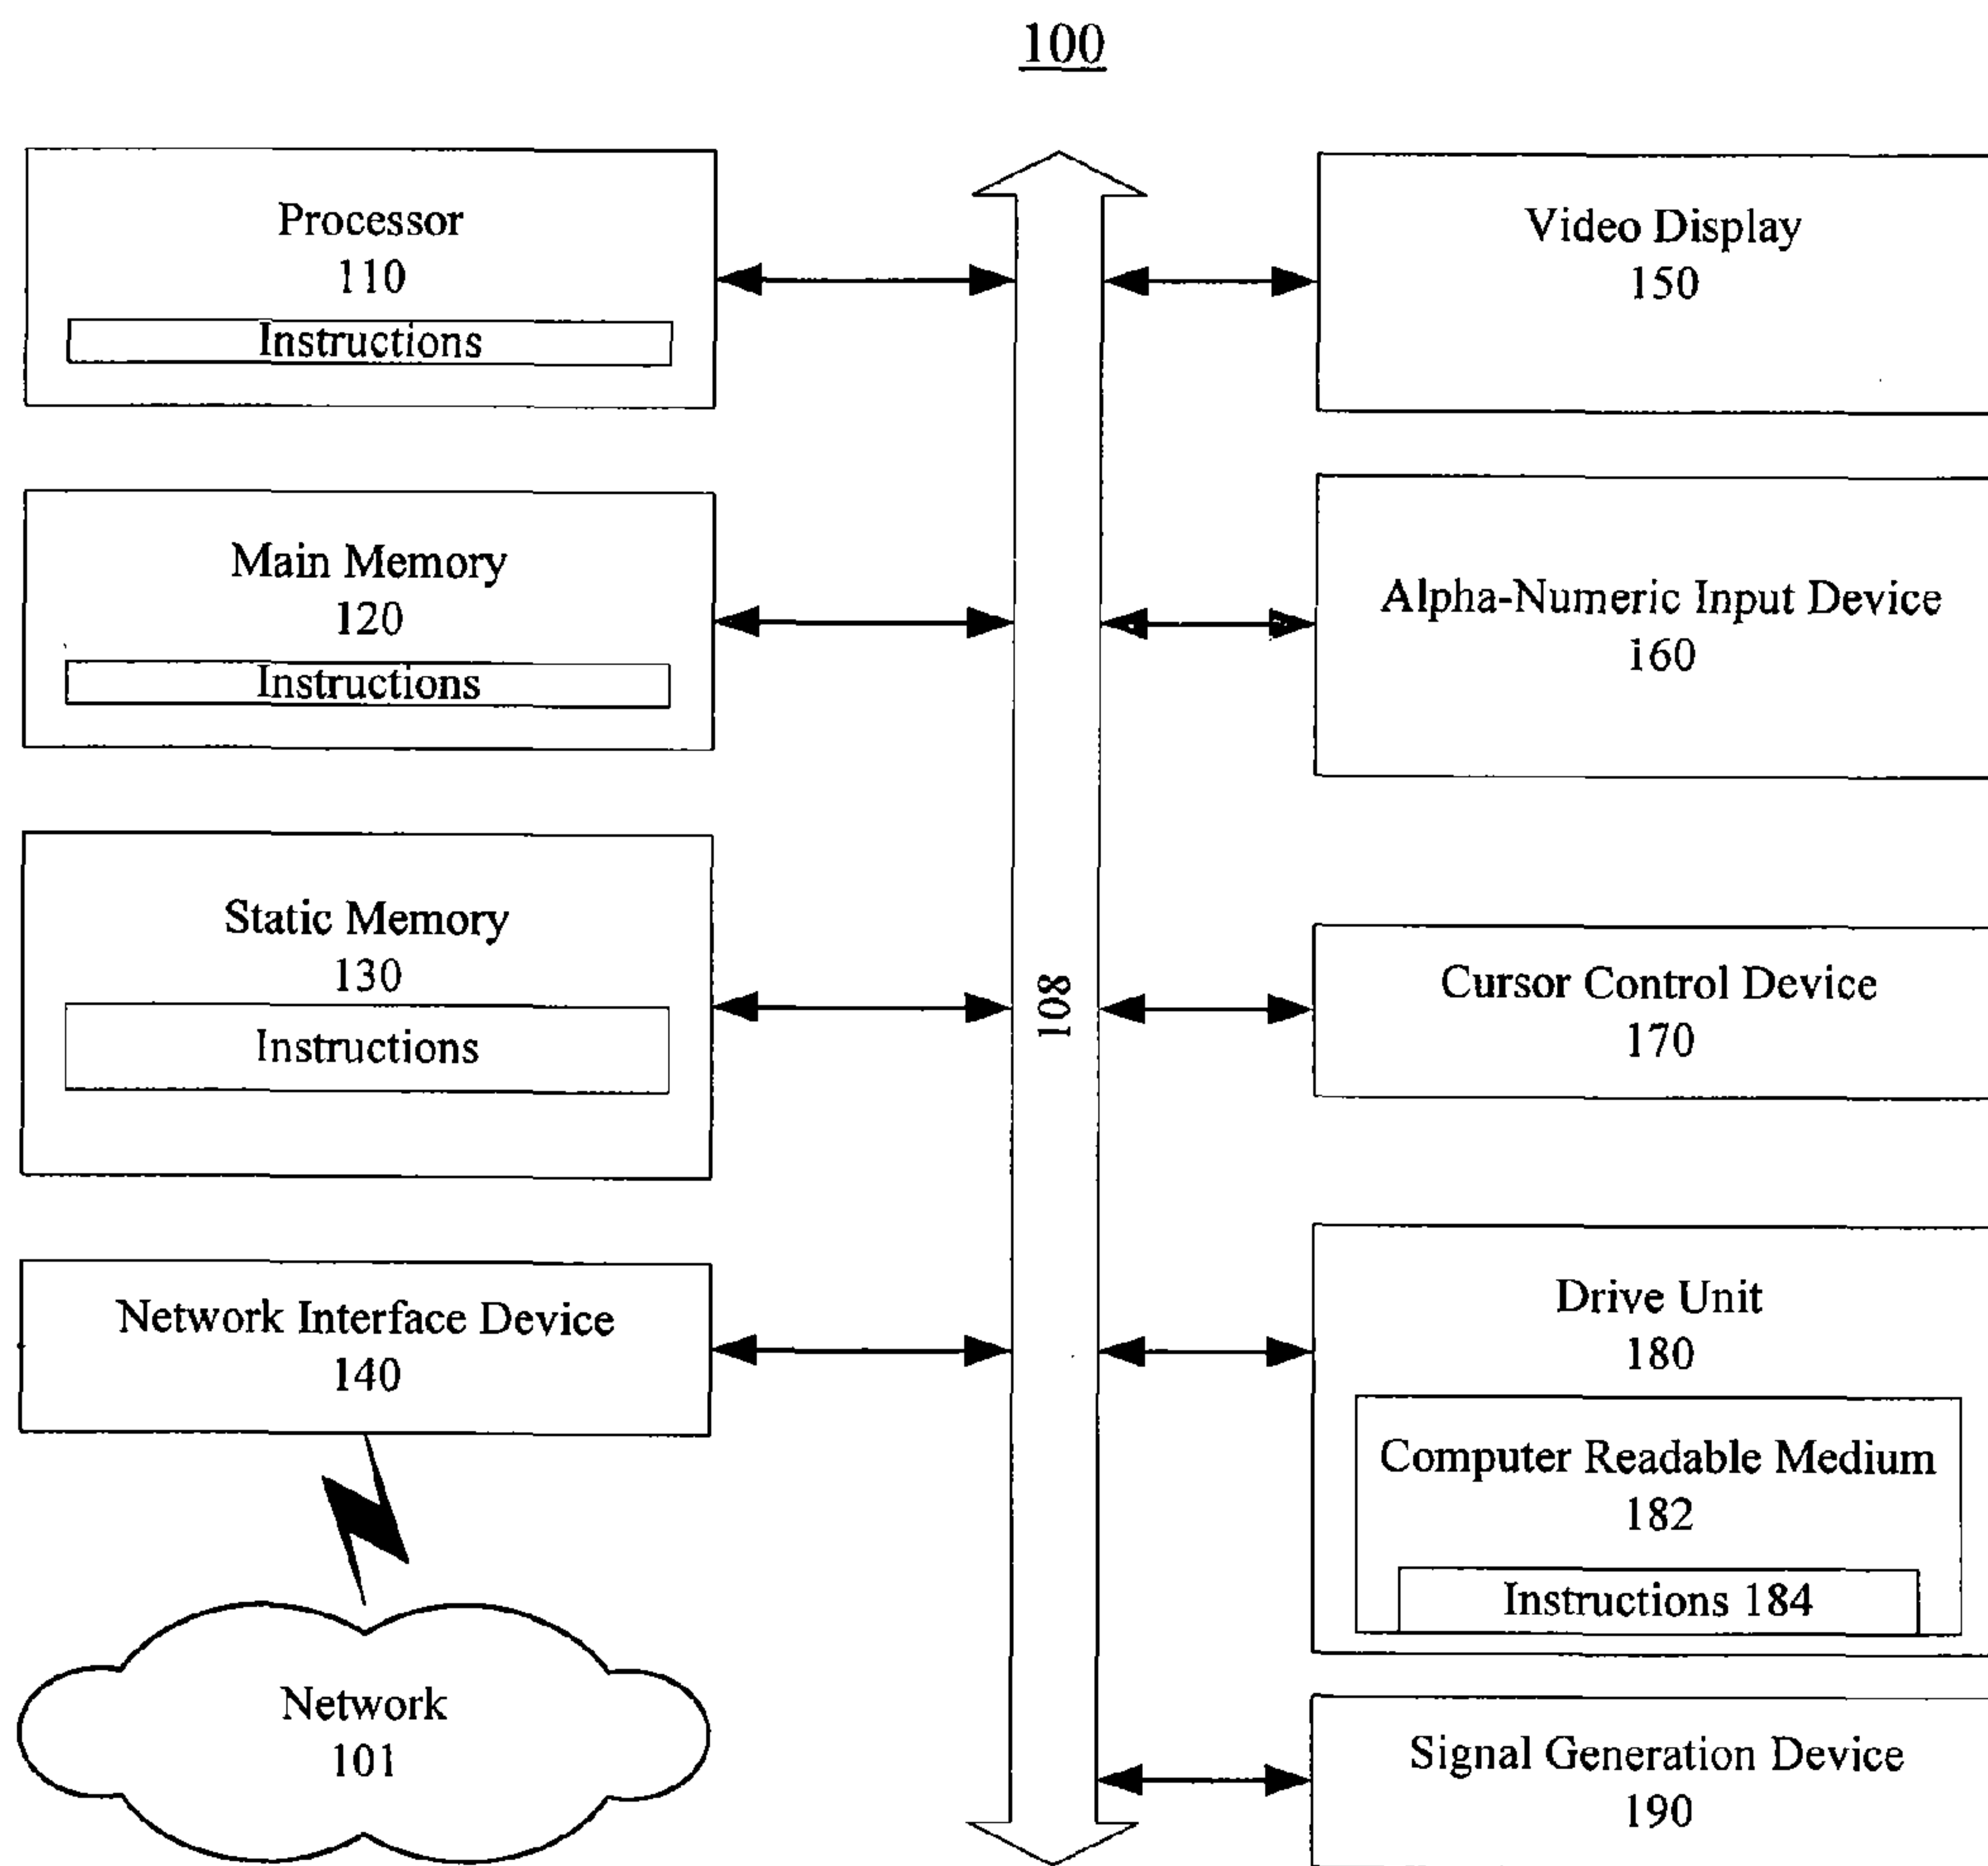 100
Processor
110
Instructions
Main Memory
120
Instructions
Static Memory
130
Instructions
Network Interface Device
140
Network
101
108
Video Display
150
Alpha-Numeric Input Device
160
Cursor Control Device
170
Drive Unit
180
Computer Readable Medium
182
Instructions 184
Signal Generation Device
190